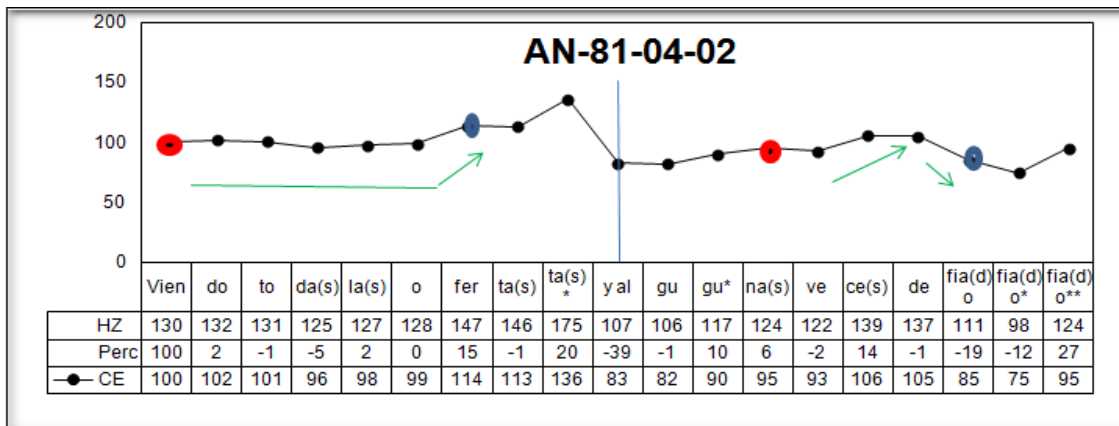 200
AN-81-04-02
150
100
50
0
Vien do to da(s) la(s) o fer ta(s) ta(s)* y al gu gu* na(s) ve ce(s) de fia(d)o fia(d)o* fia(d)o**
HZ 130 132 131 125 127 128 147 146 175 107 106 117 124 122 139 137 111 98 124
Perc 100 2 -1 -5 2 0 15 -1 20 -39 -1 10 6 -2 14 -1 -19 -12 27
CE 100 102 101 96 98 99 114 113 136 83 82 90 95 93 106 105 85 75 95